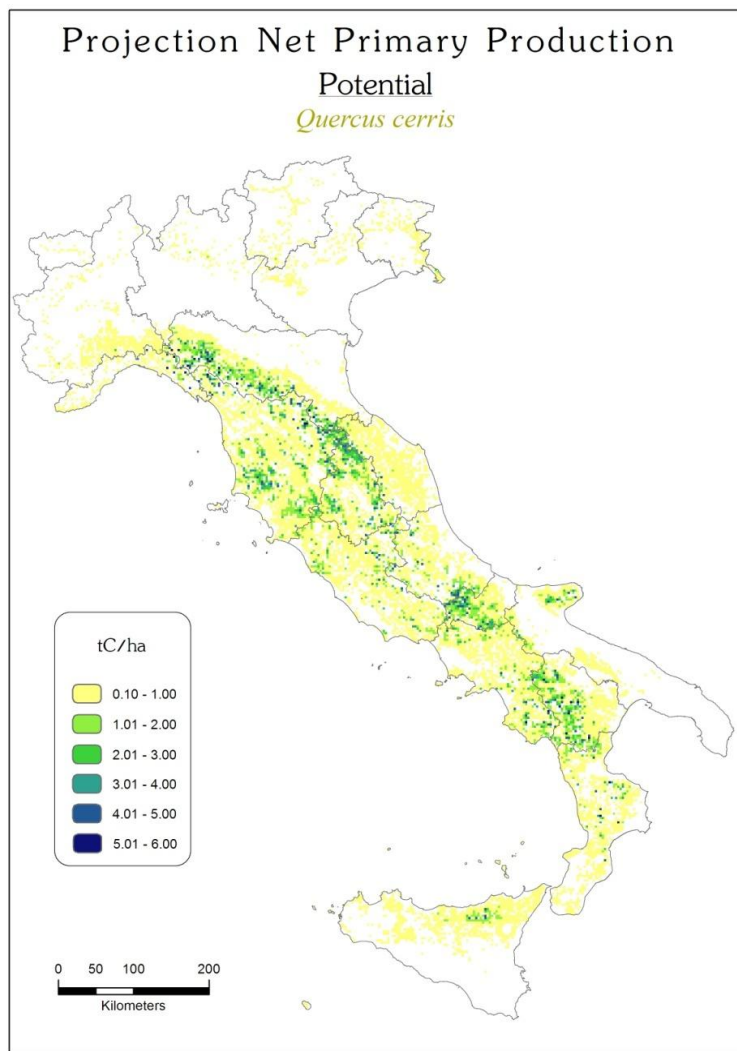 Projection Net Primary Production
Potential
Quercus cerris
tC/ha
0.10 - 1.00
1.01 - 2.00
2.01 - 3.00
3.01 - 4.00
4.01 - 5.00
5.01 - 6.00
0 50 100 200
Kilometers